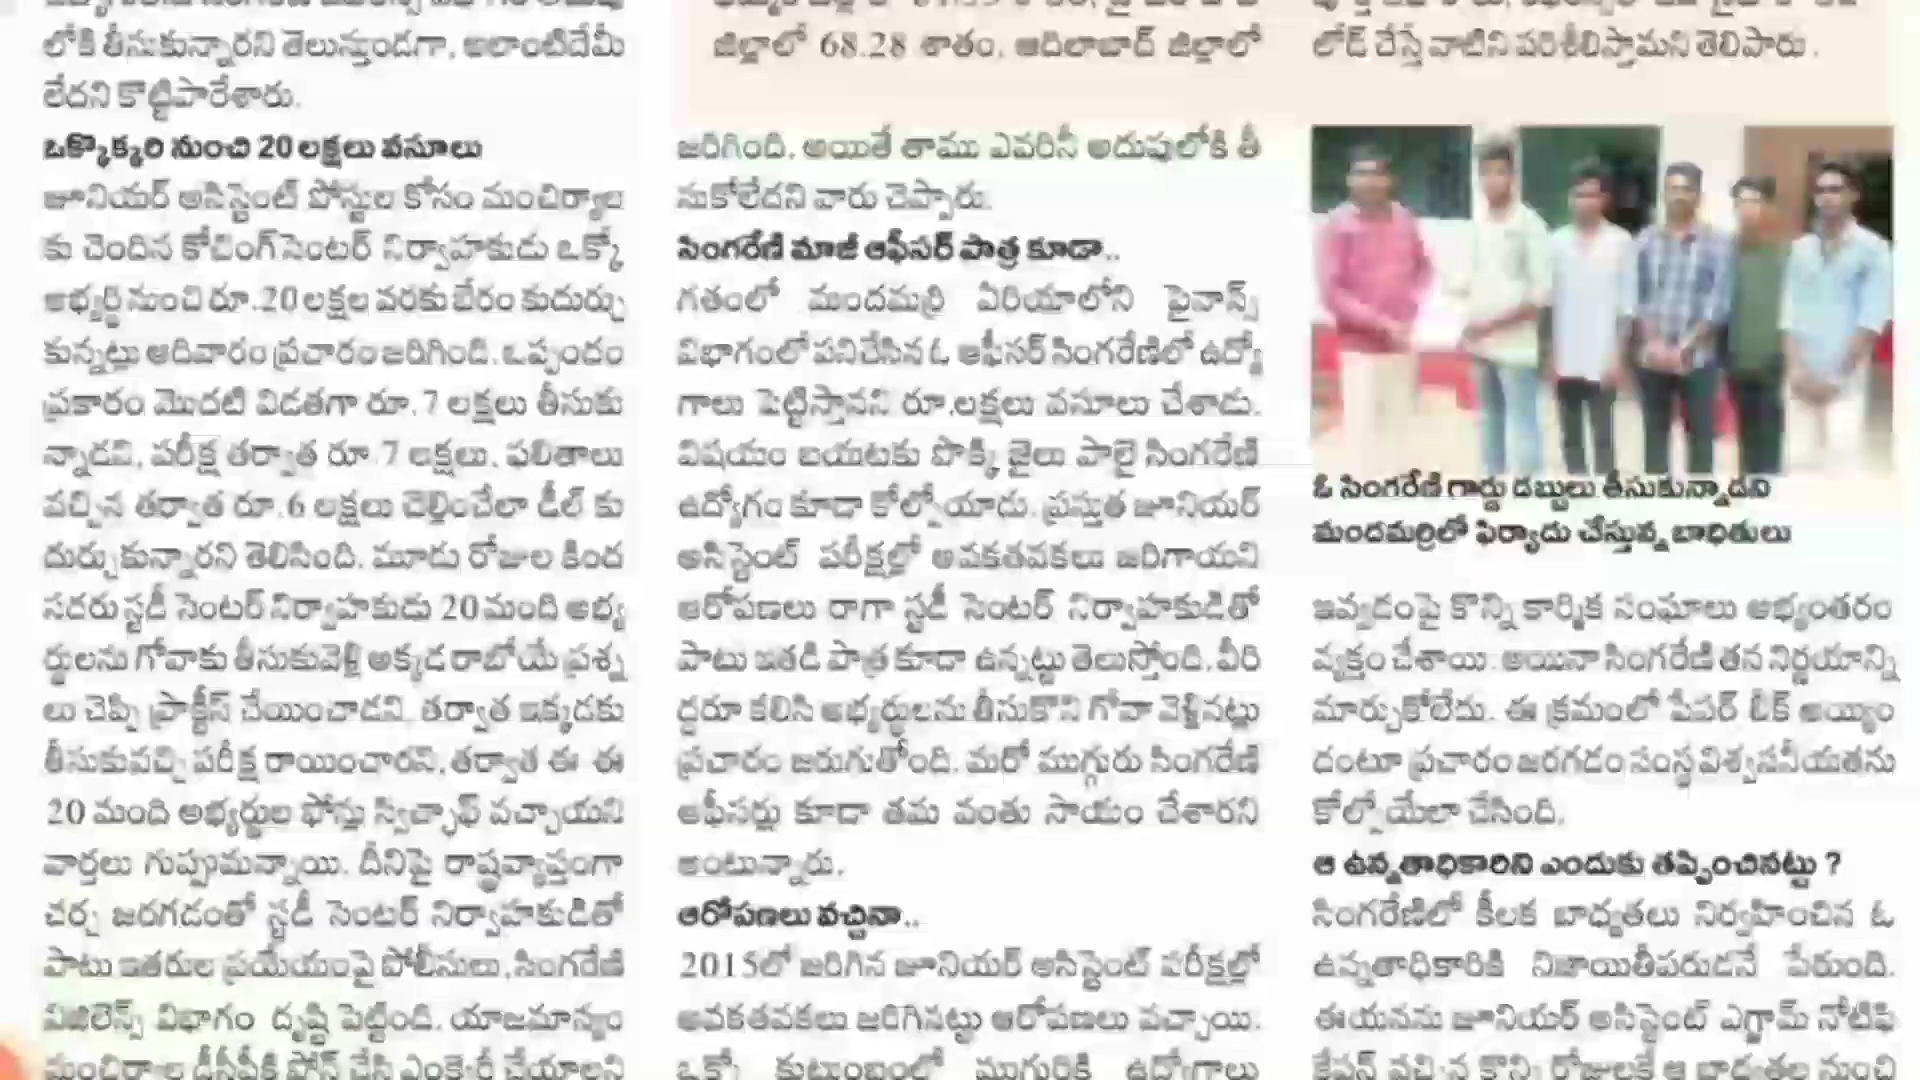 లోకి తీసుకున్నారని తెలుస్తుండగా, అలాంటిదేమీ
లేదని కొట్టిపారేశారు.
ఒక్కొక్కరి నుంచి 20 లక్షలు వసూలు
జూనియర్ అసిస్టెంట్ పోస్టుల కోసం మంచిర్యాల
కు చెందిన కోచింగ్‌సెంటర్ నిర్వాహకుడు ఒక్కో
అభ్యర్థి నుంచి రూ.20 లక్షల వరకు బేరం కుదుర్చు
కున్నట్లు ఆదివారం ప్రచారం జరిగింది. ఒప్పందం
ప్రకారం మొదటి విడతగా రూ.7 లక్షలు తీసుకు
న్నాడని, పరీక్ష తర్వాత రూ.7 లక్షలు, ఫలితాలు
వచ్చిన తర్వాత రూ.6 లక్షలు చెల్లించేలా డీల్ కు
దుర్చుకున్నారని తెలిసింది. మూడు రోజుల కింద
సదరు స్టడీ సెంటర్ నిర్వాహకుడు 20 మంది అభ్య
ర్థులను గోవాకు తీసుకువెళ్లి అక్కడ రాబోయే ప్రశ్న
లు చెప్పి ప్రాక్టీస్ చేయించాడని, తర్వాత ఇక్కడకు
తీసుకువచ్చి పరీక్ష రాయించారని, తర్వాత ఈ ఈ
20 మంది అభ్యర్థుల ఫోన్లు స్విచ్ఛాఫ్ వచ్చాయని
వార్తలు గుప్పుమన్నాయి. దీనిపై రాష్ట్రవ్యాప్తంగా
చర్చ జరగడంతో స్టడీ సెంటర్ నిర్వాహకుడితో
పాటు ఇతరుల ప్రమేయంపై పోలీసులు, సింగరేణి
విజిలెన్స్ విభాగం దృష్టి పెట్టింది. యాజమాన్యం
మంచిర్యాల డీసీపీకి ఫోన్ చేసి ఎంక్వైరీ చేయాలని
జిల్లాలో 68.28 శాతం, ఆదిలాబాద్ జిల్లాలో
జరిగింది. అయితే తాము ఎవరినీ అదుపులోకి తీ
సుకోలేదని వారు చెప్పారు.
సింగరేణి మాజీ ఆఫీసర్ పాత్ర కూడా..
గతంలో మందమర్రి ఏరియాలోని ఫైనాన్స్
విభాగంలో పనిచేసిన ఓ ఆఫీసర్ సింగరేణిలో ఉద్యో
గాలు పెట్టిస్తానని రూ.లక్షలు వసూలు చేశాడు.
విషయం బయటకు పొక్కి జైలు పాలై సింగరేణి
ఉద్యోగం కూడా కోల్పోయాడు. ప్రస్తుత జూనియర్
అసిస్టెంట్ పరీక్షల్లో అవకతవకలు జరిగాయని
ఆరోపణలు రాగా స్టడీ సెంటర్ నిర్వాహకుడితో
పాటు ఇతడి పాత్ర కూడా ఉన్నట్టు తెలుస్తోంది. వీరి
ద్దరూ కలిసి అభ్యర్థులను తీసుకొని గోవా వెళ్లినట్లు
ప్రచారం జరుగుతోంది. మరో ముగ్గురు సింగరేణి
ఆఫీసర్లు కూడా తమ వంతు సాయం చేశారని
అంటున్నారు.
ఆరోపణలు వచ్చినా..
2015లో జరిగిన జూనియర్ అసిస్టెంట్ పరీక్షల్లో
అవకతవకలు జరిగినట్టు ఆరోపణలు వచ్చాయి.
ఒక్కో కుటుంబంలో ముగురికి ఉద్యోగాలు
లోడ్ చేస్తే వాటిని పరిశీలిస్తామని తెలిపారు.
ఓ సింగరేణి గార్డు డబ్బులు తీసుకున్నాడని
మందమర్రిలో ఫిర్యాదు చేస్తున్న బాధితులు
ఇవ్వడంపై కొన్ని కార్మిక సంఘాలు అభ్యంతరం
వ్యక్తం చేశాయి. అయినా సింగరేణి తన నిర్ణయాన్ని
మార్చుకోలేదు. ఈ క్రమంలో పేపర్ లీక్ అయ్యిం
దంటూ ప్రచారం జరగడం సంస్థ విశ్వసనీయతను
కోల్పోయేలా చేసింది.
ఆ ఉన్నతాధికారిని ఎందుకు తప్పించినట్టు ?
సింగరేణిలో కీలక బాధ్యతలు నిర్వహించిన ఓ
ఉన్నతాధికారికి నిజాయితీపరుడనే పేరుంది.
ఈయనను జూనియర్ అసిస్టెంట్ ఎగ్జామ్ నోటిఫి
కేషన్ వచ్చిన కొన్ని రోజులకే ఆ బాధ్యతల నుంచి